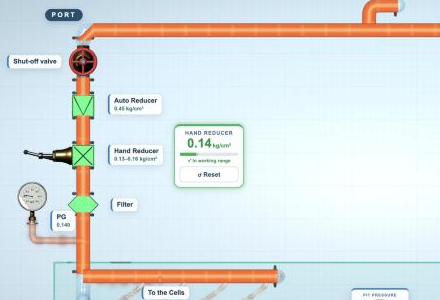 PORT
Shut-off valve
Auto Reducer
0.45 kg/cm²
HAND REDUCER
0.14 kg/cm²
✓ In working range
↺ Reset
Hand Reducer
0.13–0.16 kg/cm²
Filter
PG
0.140
To the Cells
PIT PRESSURE